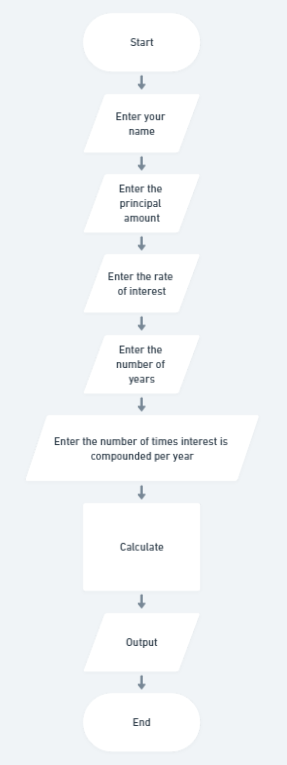 Start
Enter your
name
Enter the
principal
amount
Enter the rate
of interest
Enter the
number of
years
Enter the number of times interest is
compounded per year
Calculate
Output
End